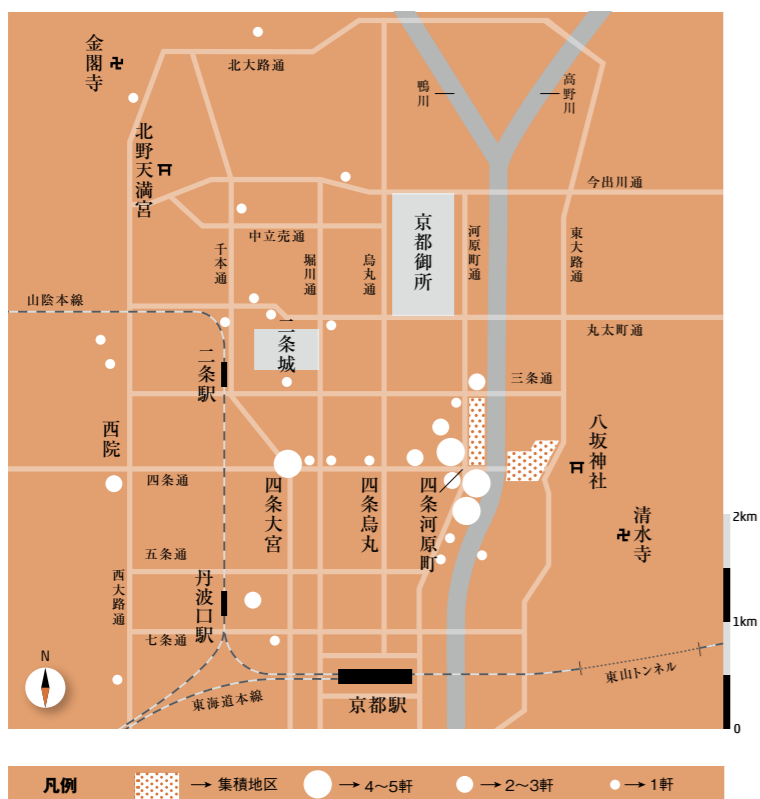 金閣寺
北大路通
鴨川
高野川
北野天満宮
今出川通
中立売通
千本通
堀川通
烏丸通
京都御所
河原町通
東大路通
山陰本線
丸太町通
二条城
二条駅
三条通
西院
八坂神社
四条通
四条大宮
四条烏丸
四条河原町
清水寺
2km
五条通
西大路通
丹波口駅
1km
七条通
N
東海道本線
京都駅
東山トンネル
0
凡例
→ 集積地区
→ 4〜5軒
→ 2〜3軒
→ 1軒